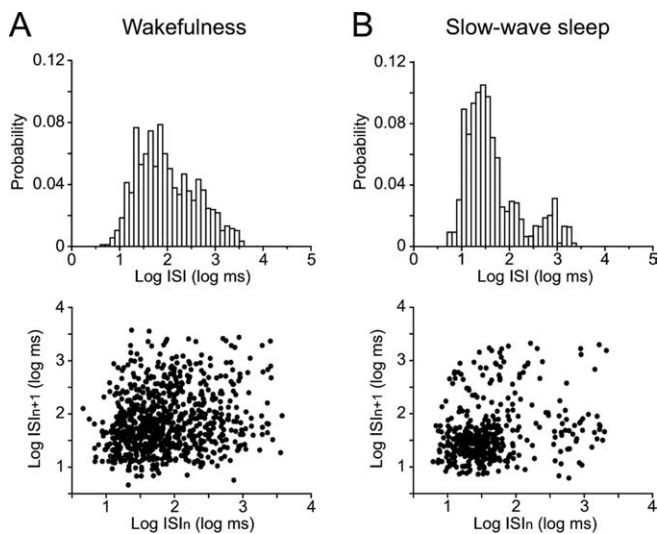 A Wakefulness
B Slow-wave sleep
0.12
0.08
0.04
0
Probability
0 1 2 3 4 5
Log ISI (log ms)
0.12
0.08
0.04
0
Probability
0 1 2 3 4 5
Log ISI (log ms)
4
3
2
1
Log ISIn+1 (log ms)
1 2 3 4
Log ISIn (log ms)
4
3
2
1
Log ISIn+1 (log ms)
1 2 3 4
Log ISIn (log ms)